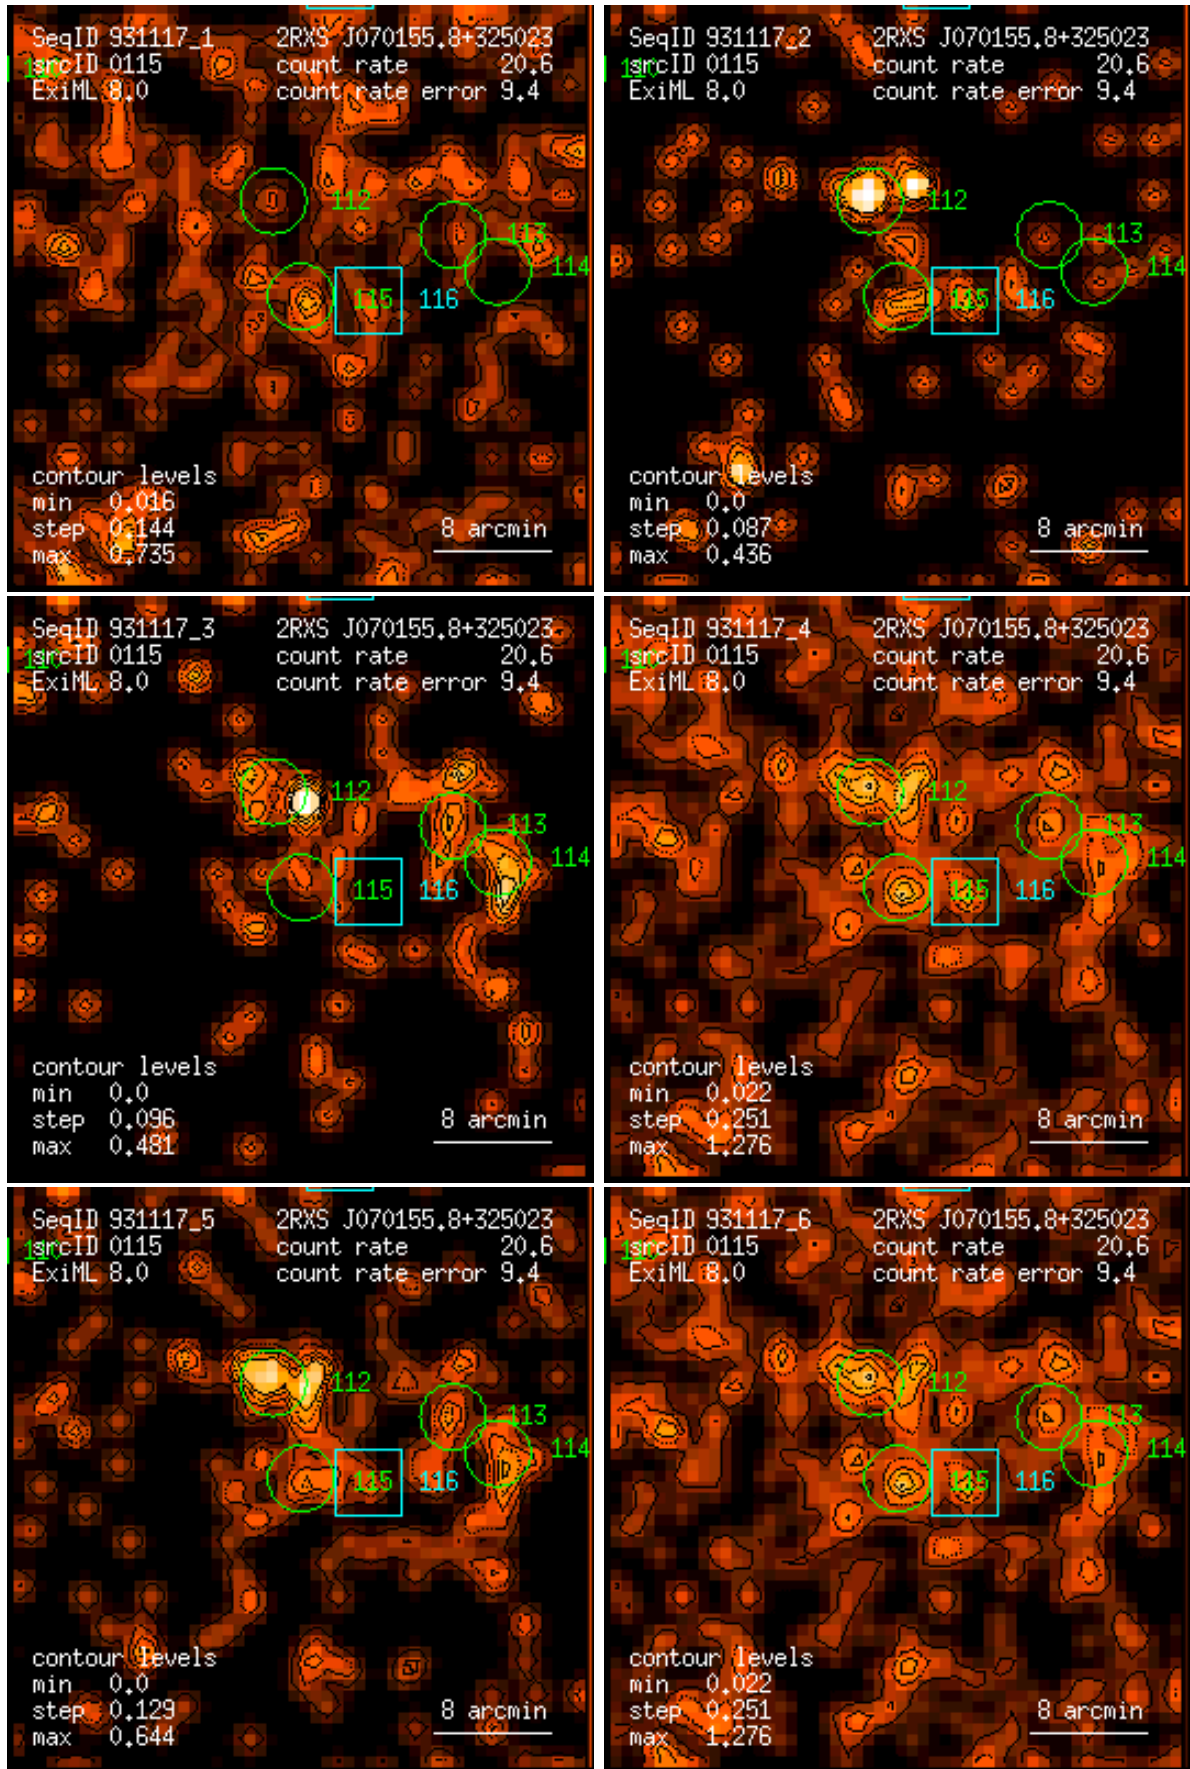 SeqID 931117_1 2RXS J070155.8+325023
srcID 0115 count rate 20.6
ExiML 8.0 count rate error 9.4
112
113
114
115 116
contour levels
min 0.016
step 0.144 8 arcmin
max 0.735
SeqID 931117_2 2RXS J070155.8+325023
srcID 0115 count rate 20.6
ExiML 8.0 count rate error 9.4
112
113
114
115 116
contour levels
min 0.0
step 0.087 8 arcmin
max 0.436
SeqID 931117_3 2RXS J070155.8+325023
srcID 0115 count rate 20.6
ExiML 8.0 count rate error 9.4
112
113
114
115 116
contour levels
min 0.0
step 0.096 8 arcmin
max 0.481
SeqID 931117_4 2RXS J070155.8+325023
srcID 0115 count rate 20.6
ExiML 8.0 count rate error 9.4
112
113
114
115 116
contour levels
min 0.022
step 0.251 8 arcmin
max 1.276
SeqID 931117_5 2RXS J070155.8+325023
srcID 0115 count rate 20.6
ExiML 8.0 count rate error 9.4
112
113
114
115 116
contour levels
min 0.0
step 0.129 8 arcmin
max 0.644
SeqID 931117_6 2RXS J070155.8+325023
srcID 0115 count rate 20.6
ExiML 8.0 count rate error 9.4
112
113
114
115 116
contour levels
min 0.022
step 0.251 8 arcmin
max 1.276